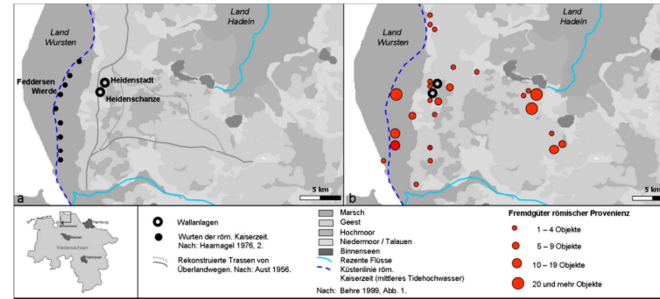 Land
Wursten
Land
Hadeln
Feddersen
Wierde
Heidenstadt
Heidenschanze
a
5 km
Land
Wursten
Land
Hadeln
b
5 km
Niedersachsen
Wallanlagen
Wurten der röm. Kaiserzeit.
Nach: Haarnagel 1976, 2.
Rekonstruierte Trassen von
Überlandwegen. Nach: Aust 1956.
Marsch
Geest
Hochmoor
Niedermoor / Talauen
Binnenseen
Rezente Flüsse
Küstenlinie röm.
Kaiserzeit (mittleres Tidehochwasser)
Nach: Behre 1999, Abb. 1.
Fremdgüter römischer Provenienz
1 – 4 Objekte
5 – 9 Objekte
10 – 19 Objekte
20 und mehr Objekte